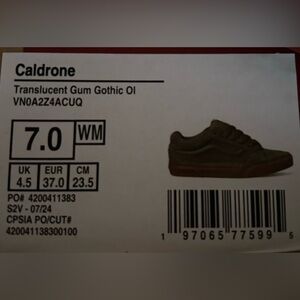 Caldrone
Translucent Gum Gothic Ol
VN0A2Z4ACUQ
7.0 WM
UK EUR CM
4.5 37.0 23.5
PO# 4200411383
S2V - 07/24
CPSIA PO/CUT#
420041138300100
1 97065 77599 5